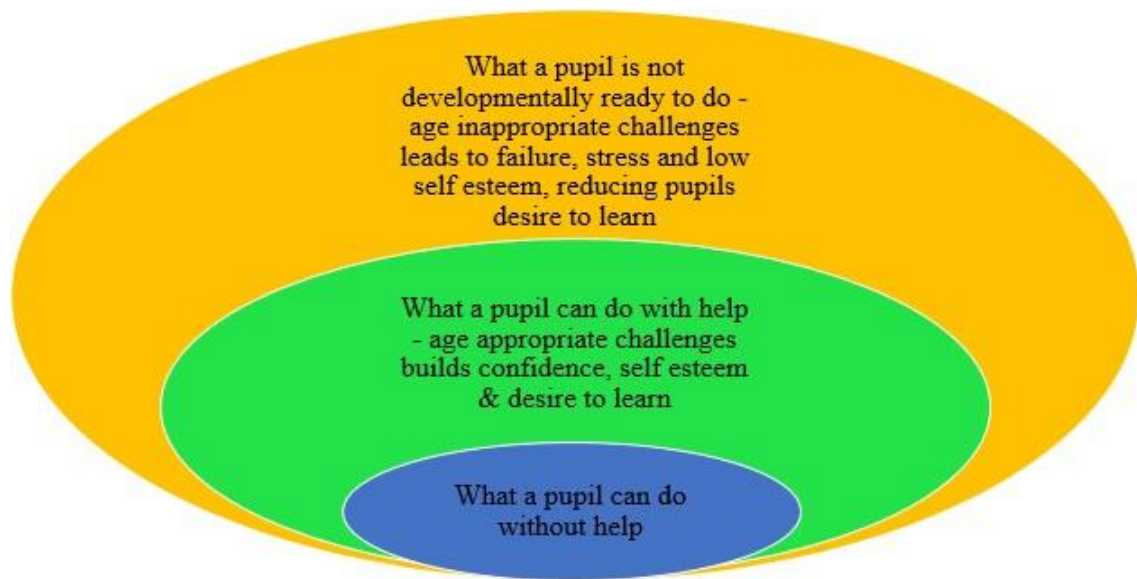 What a pupil is not
developmentally ready to do -
age inappropriate challenges
leads to failure, stress and low
self esteem, reducing pupils
desire to learn
What a pupil can do with help
- age appropriate challenges
builds confidence, self esteem
& desire to learn
What a pupil can do
without help